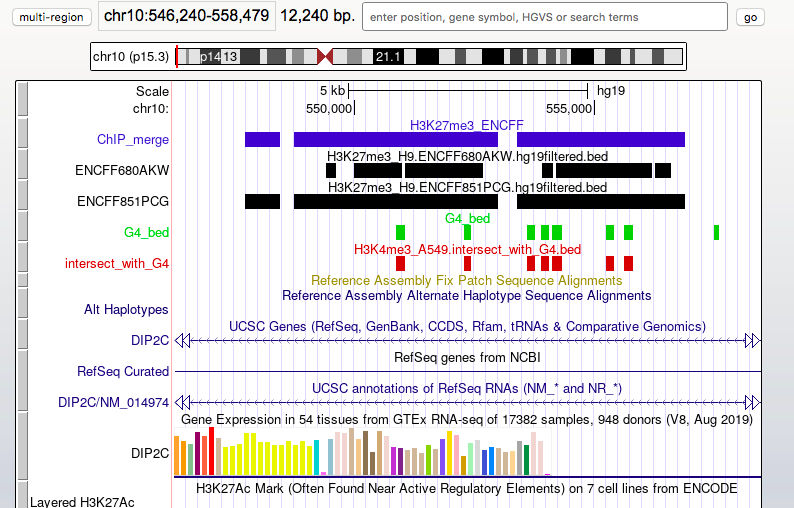 multi-region chr10:546,240-558,479 12,240 bp. enter position, gene symbol, HGVS or search terms go
chr10 (p15.3) p14 13 21.1
Scale 5 kb hg19
chr10: 550,000 555,000
H3K27me3_ENCFF
ChIP_merge
H3K27me3_H9.ENCFF680AKW.hg19filtered.bed
ENCFF680AKW
H3K27me3_H9.ENCFF851PCG.hg19filtered.bed
ENCFF851PCG
G4_bed
G4_bed
H3K4me3_A549.intersect_with_G4.bed
intersect_with_G4
Reference Assembly Fix Patch Sequence Alignments
Reference Assembly Alternate Haplotype Sequence Alignments
Alt Haplotypes
UCSC Genes (RefSeq, GenBank, CCDS, Rfam, tRNAs & Comparative Genomics)
DIP2C
RefSeq genes from NCBI
RefSeq Curated
UCSC annotations of RefSeq RNAs (NM_* and NR_*)
DIP2C/NM_014974
Gene Expression in 54 tissues from GTEx RNA-seq of 17382 samples, 948 donors (V8, Aug 2019)
DIP2C
H3K27Ac Mark (Often Found Near Active Regulatory Elements) on 7 cell lines from ENCODE
Layered H3K27Ac